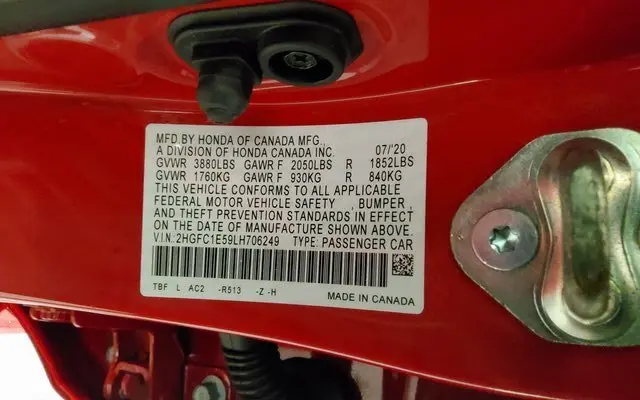 MFD BY HONDA OF CANADA MFG.,
A DIVISION OF HONDA CANADA INC. 07/'20
GVWR 3880LBS GAWR F 2050LBS R 1852LBS
GVWR 1760KG GAWR F 930KG R 840KG
THIS VEHICLE CONFORMS TO ALL APPLICABLE
FEDERAL MOTOR VEHICLE SAFETY , BUMPER ,
AND THEFT PREVENTION STANDARDS IN EFFECT
ON THE DATE OF MANUFACTURE SHOWN ABOVE.
V.I.N.:2HGFC1E59LH706249 TYPE: PASSENGER CAR
TBF L AC2 -R513 -Z -H MADE IN CANADA